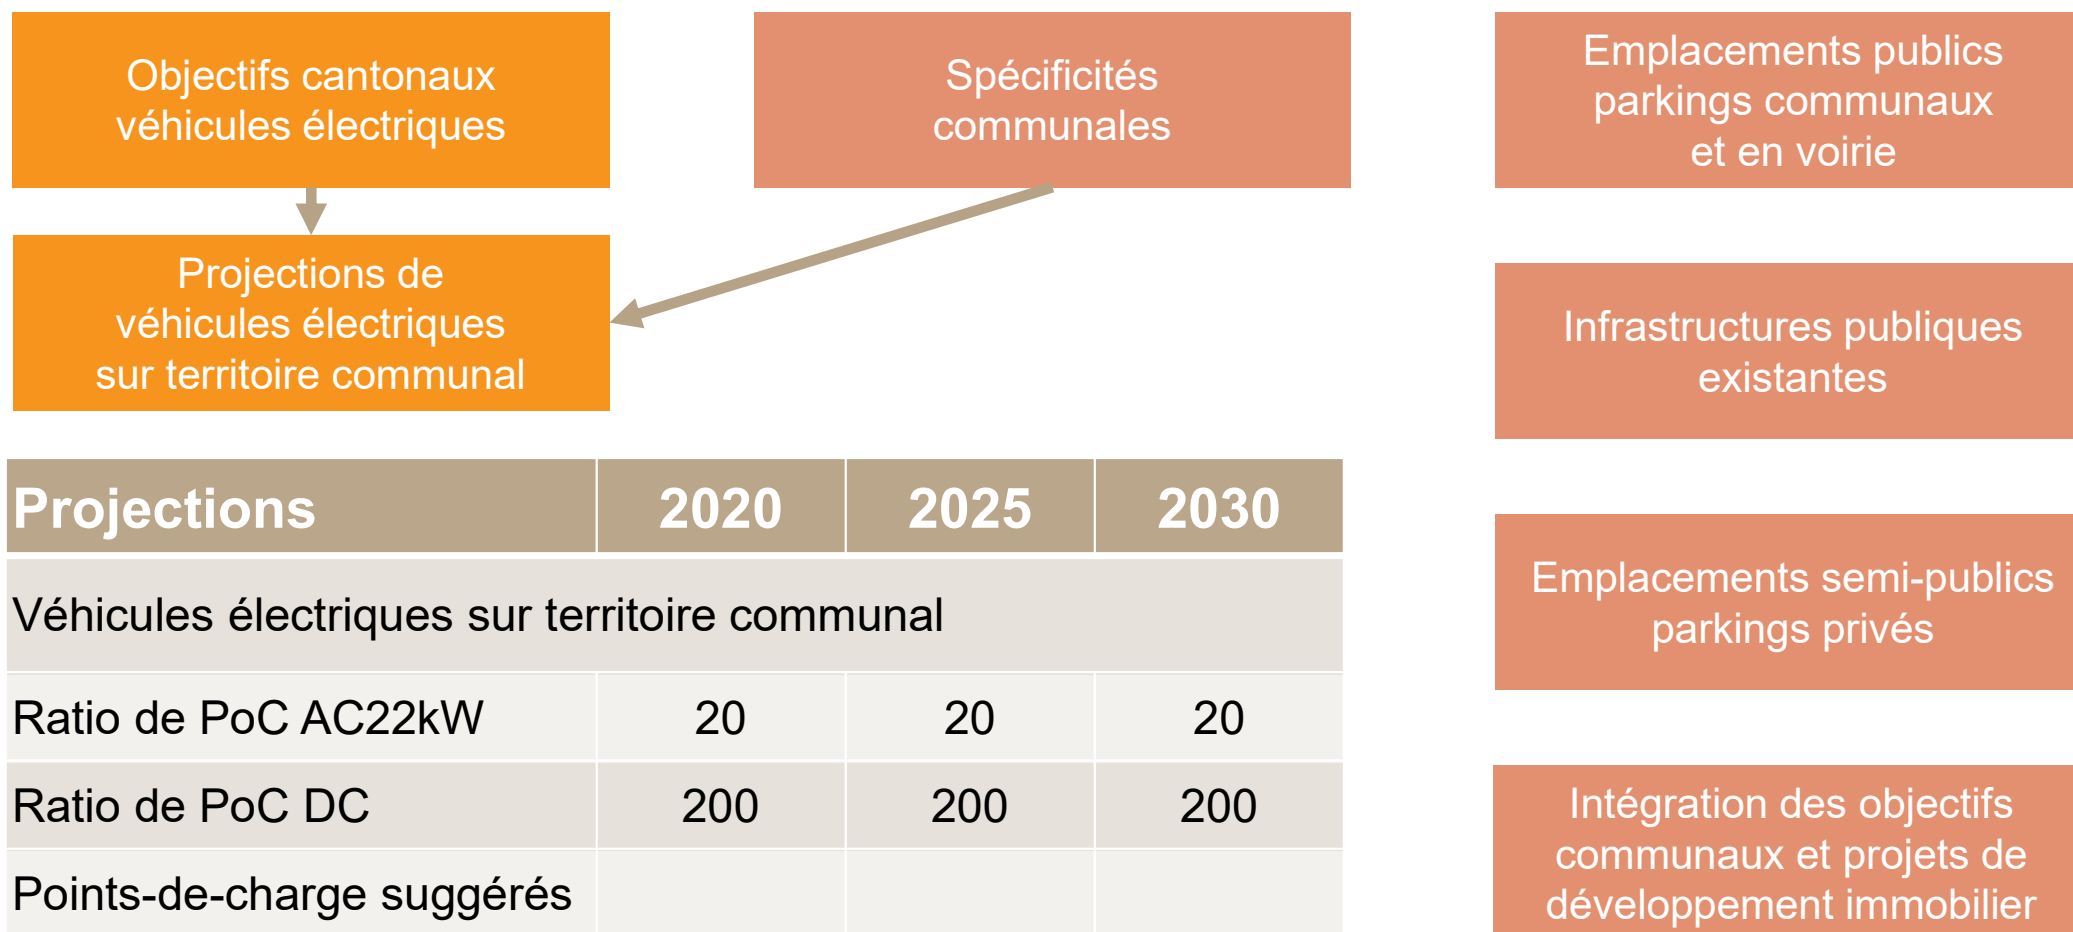 Objectifs cantonaux
véhicules électriques
Spécificités
communales
Emplacements publics
parkings communaux
et en voirie
Projections de
véhicules électriques
sur territoire communal
Infrastructures publiques
existantes
Projections 2020 2025 2030
Véhicules électriques sur territoire communal
Ratio de PoC AC22kW 20 20 20
Ratio de PoC DC 200 200 200
Points-de-charge suggérés
Emplacements semi-publics
parkings privés
Intégration des objectifs
communaux et projets de
développement immobilier